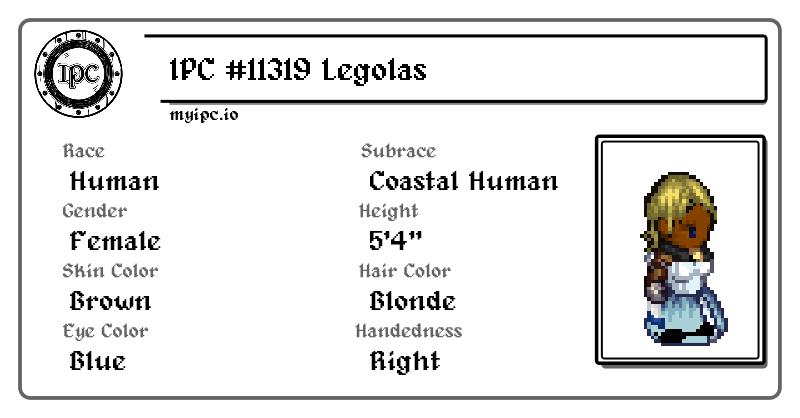 IPC
IPC #11319 Legolas
myipc.io
Race
Human
Subrace
Coastal Human
Gender
Female
Height
5'4"
Skin Color
Brown
Hair Color
Blonde
Eye Color
Blue
Handedness
Right